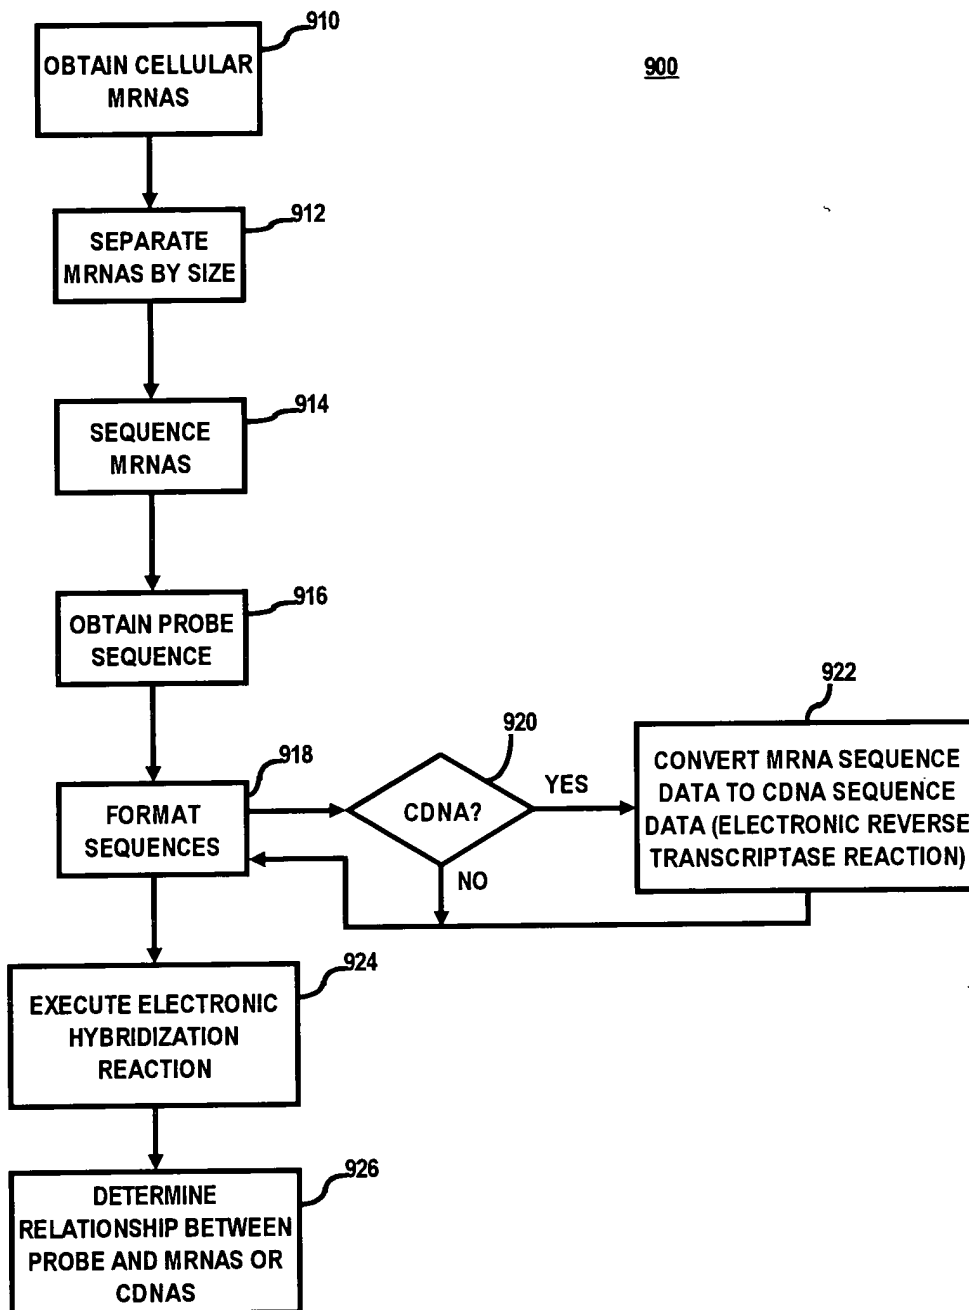 910
OBTAIN CELLULAR
MRNAS
900
912
SEPARATE
MRNAS BY SIZE
914
SEQUENCE
MRNAS
916
OBTAIN PROBE
SEQUENCE
918
FORMAT
SEQUENCES
920
CDNA?
YES
NO
922
CONVERT MRNA SEQUENCE
DATA TO CDNA SEQUENCE
DATA (ELECTRONIC REVERSE
TRANSCRIPTASE REACTION)
924
EXECUTE ELECTRONIC
HYBRIDIZATION
REACTION
926
DETERMINE
RELATIONSHIP BETWEEN
PROBE AND MRNAS OR
CDNAS